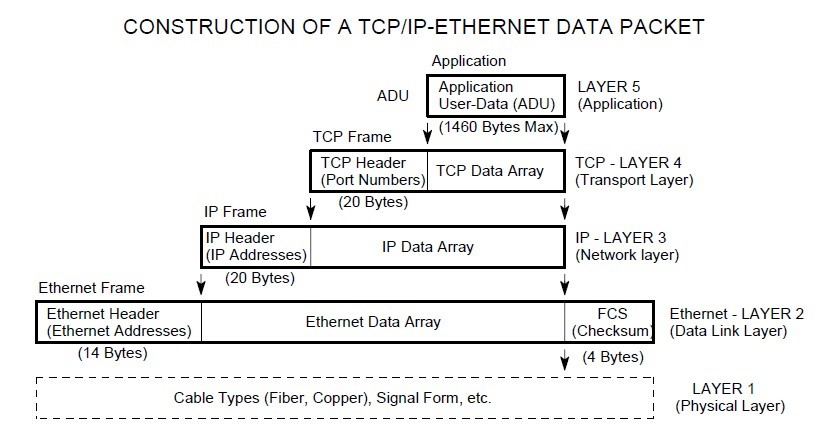 CONSTRUCTION OF A TCP/IP-ETHERNET DATA PACKET
Application
ADU
Application
User-Data (ADU)
LAYER 5
(Application)
(1460 Bytes Max)
TCP Frame
TCP Header
(Port Numbers)
TCP Data Array
TCP - LAYER 4
(Transport Layer)
(20 Bytes)
IP Frame
IP Header
(IP Addresses)
IP Data Array
IP - LAYER 3
(Network layer)
(20 Bytes)
Ethernet Frame
Ethernet Header
(Ethernet Addresses)
Ethernet Data Array
FCS
(Checksum)
Ethernet - LAYER 2
(Data Link Layer)
(14 Bytes)
(4 Bytes)
Cable Types (Fiber, Copper), Signal Form, etc.
LAYER 1
(Physical Layer)